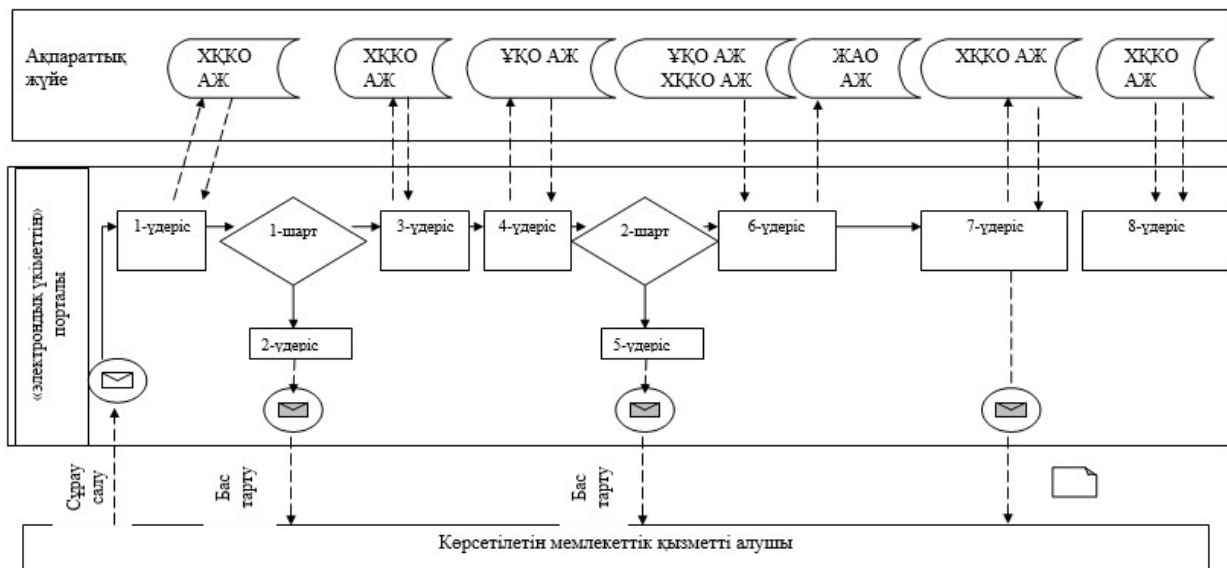 Ақпараттық
жүйе
ХҚКО
АЖ
ХҚКО
АЖ
ҰҚО АЖ
ҰҚО АЖ
ХҚКО АЖ
ЖАО
АЖ
ХҚКО АЖ
ХҚКО
АЖ
«электрондық үкіметтің»
порталы
1-үдеріс
1-шарт
3-үдеріс
4-үдеріс
2-шарт
6-үдеріс
7-үдеріс
8-үдеріс
2-үдеріс
5-үдеріс
Сұрау
салу
Бас
тарту
Бас
тарту
Көрсетілетін мемлекеттік қызметті алушы